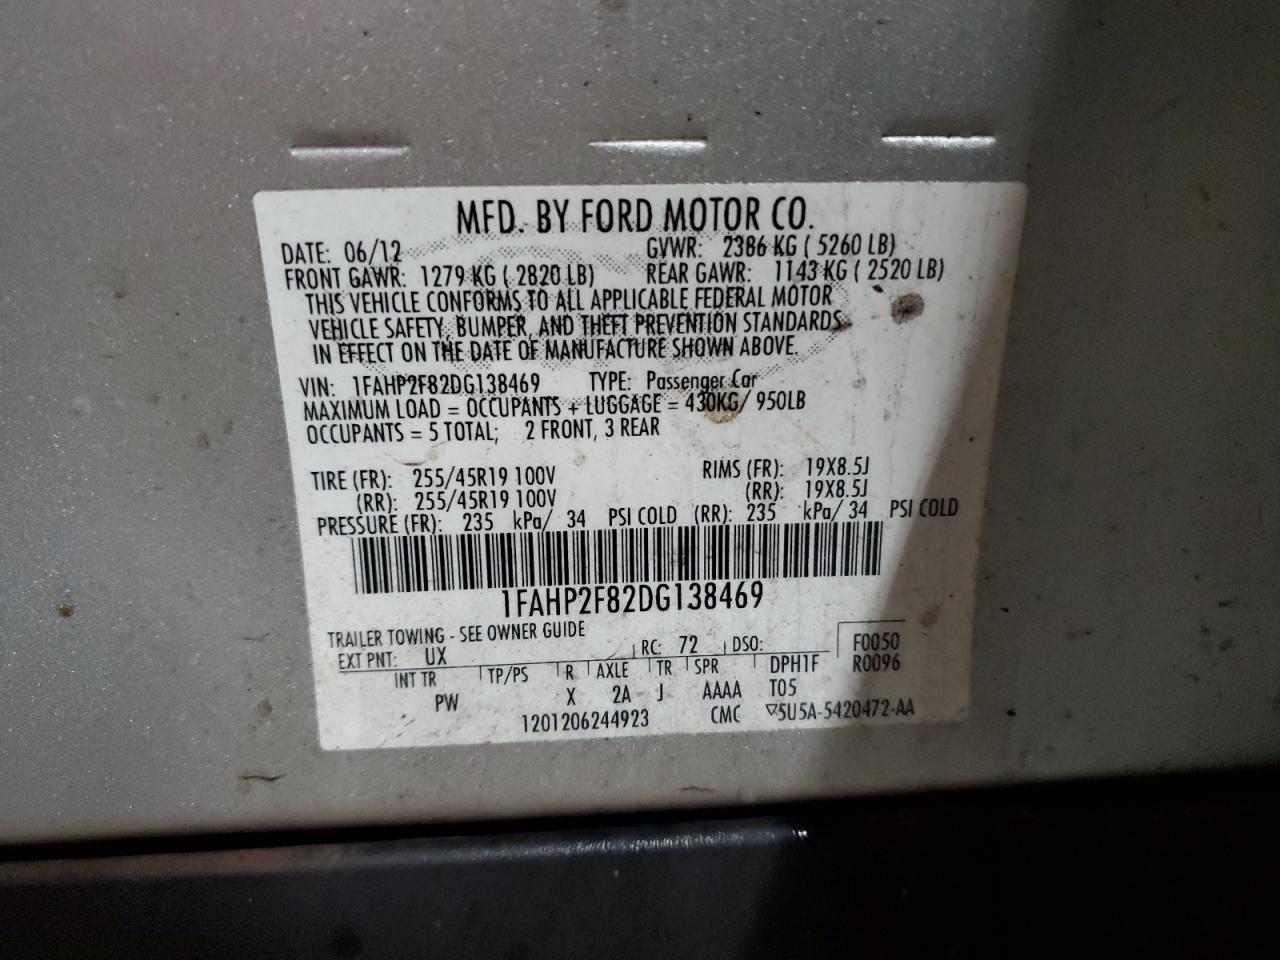 MFD. BY FORD MOTOR CO.
DATE: 06/12 GVWR: 2386 KG ( 5260 LB)
FRONT GAWR: 1279 KG ( 2820 LB) REAR GAWR: 1143 KG ( 2520 LB)
THIS VEHICLE CONFORMS TO ALL APPLICABLE FEDERAL MOTOR
VEHICLE SAFETY, BUMPER, AND THEFT PREVENTION STANDARDS
IN EFFECT ON THE DATE OF MANUFACTURE SHOWN ABOVE.
VIN: 1FAHP2F82DG138469 TYPE: Passenger Car
MAXIMUM LOAD = OCCUPANTS + LUGGAGE = 430KG/ 950LB
OCCUPANTS = 5 TOTAL; 2 FRONT, 3 REAR
TIRE (FR): 255/45R19 100V RIMS (FR): 19X8.5J
(RR): 255/45R19 100V (RR): 19X8.5J
PRESSURE (FR): 235 kPa/ 34 PSI COLD (RR): 235 kPa/ 34 PSI COLD
1FAHP2F82DG138469
TRAILER TOWING - SEE OWNER GUIDE
EXT PNT: UX RC: 72 DSO: F0050
INT TR TP/PS R AXLE TR SPR DPH1F R0096
PW X 2A J AAAA T05
1201206244923 CMC ▽5U5A-5420472-AA